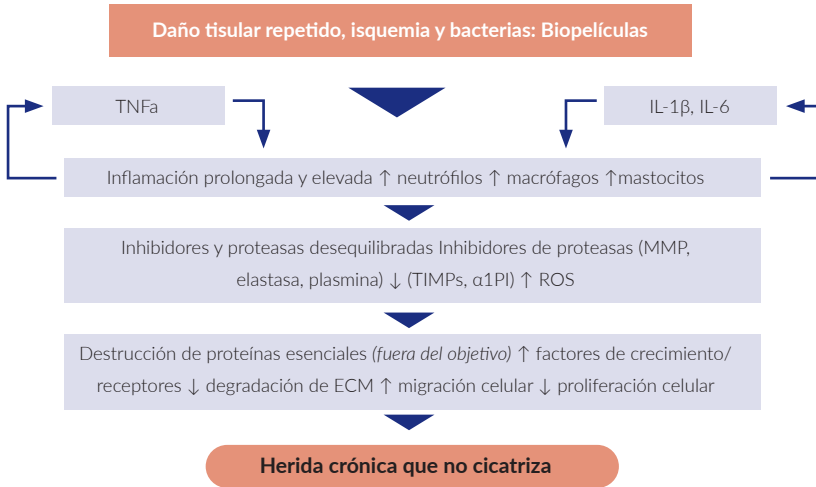 Daño tisular repetido, isquemia y bacterias: Biopelículas
TNFa
IL-1β, IL-6
Inflamación prolongada y elevada ↑ neutrófilos ↑ macrófagos ↑mastocitos
Inhibidores y proteasas desequilibradas Inhibidores de proteasas (MMP,
elastasa, plasmina) ↓ (TIMPs, α1PI) ↑ ROS
Destrucción de proteínas esenciales (fuera del objetivo) ↑ factores de crecimiento/
receptores ↓ degradación de ECM ↑ migración celular ↓ proliferación celular
Herida crónica que no cicatriza